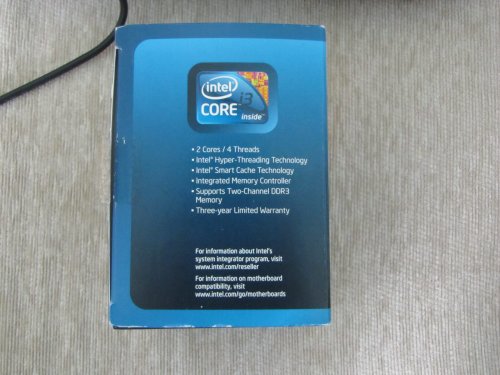 intel
CORE i3
inside™
• 2 Cores / 4 Threads
• Intel® Hyper-Threading Technology
• Intel® Smart Cache Technology
• Integrated Memory Controller
• Supports Two-Channel DDR3
Memory
• Three-year Limited Warranty
For information about Intel's
system integrator program, visit
www.intel.com/reseller
For information on motherboard
compatibility, visit
www.intel.com/go/motherboards